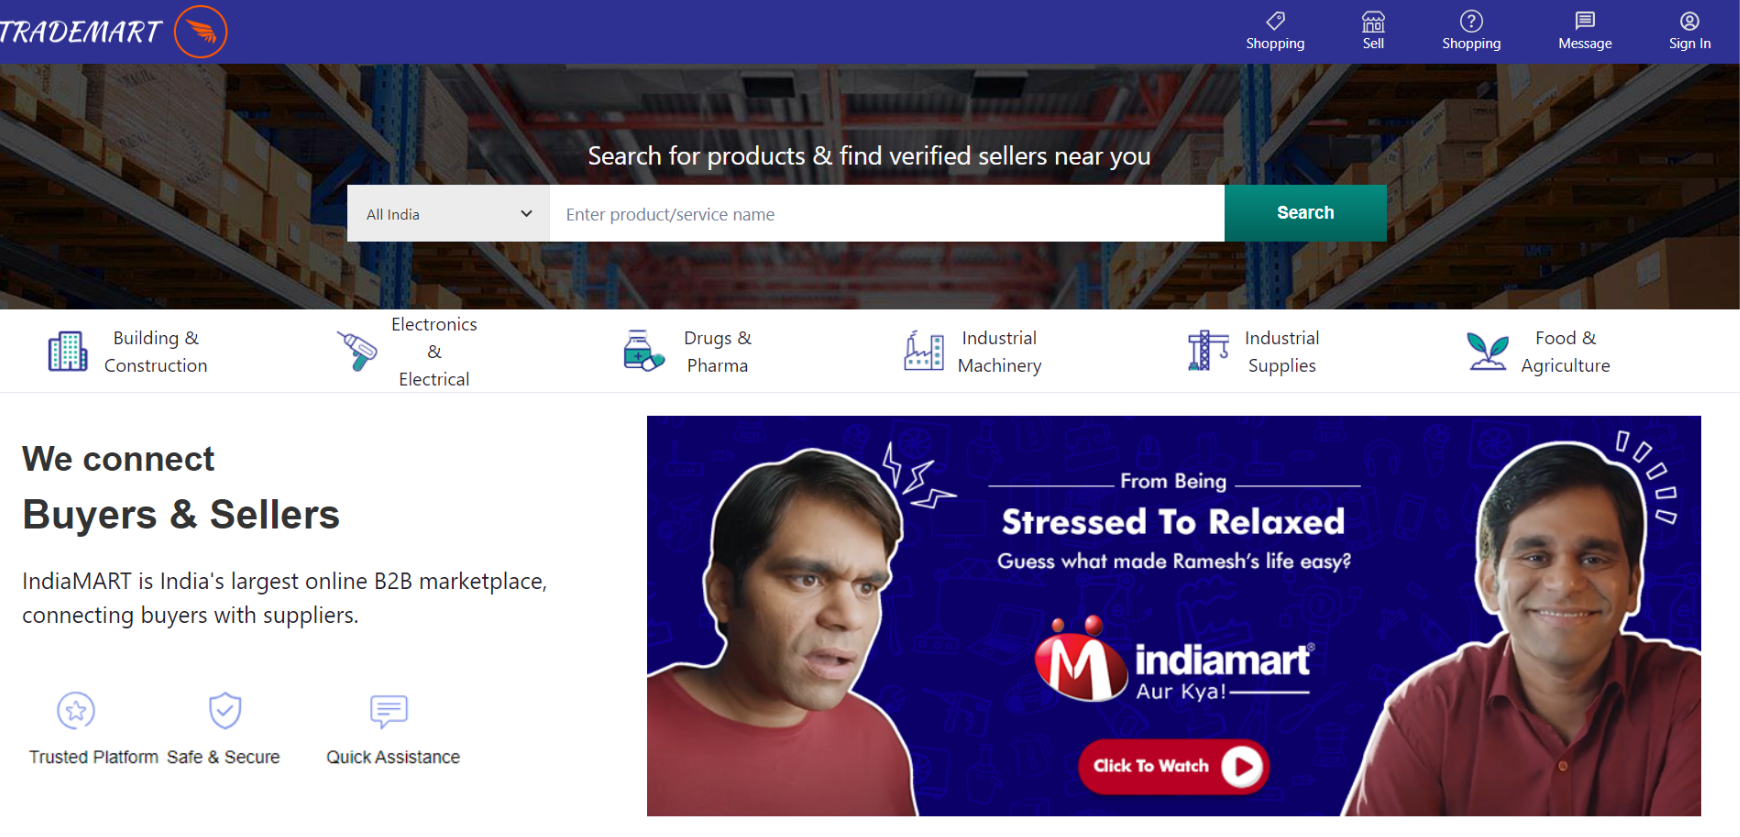 TRADEMART
Shopping
Sell
Shopping
Message
Sign In
Search for products & find verified sellers near you
All India
Enter product/service name
Search
Building &
Construction
Electronics
&
Electrical
Drugs &
Pharma
Industrial
Machinery
Industrial
Supplies
Food &
Agriculture
We connect
Buyers & Sellers
IndiaMART is India's largest online B2B marketplace,
connecting buyers with suppliers.
Trusted Platform
Safe & Secure
Quick Assistance
From Being
Stressed To Relaxed
Guess what made Ramesh's life easy?
indiamart®
Aur Kya!
Click To Watch